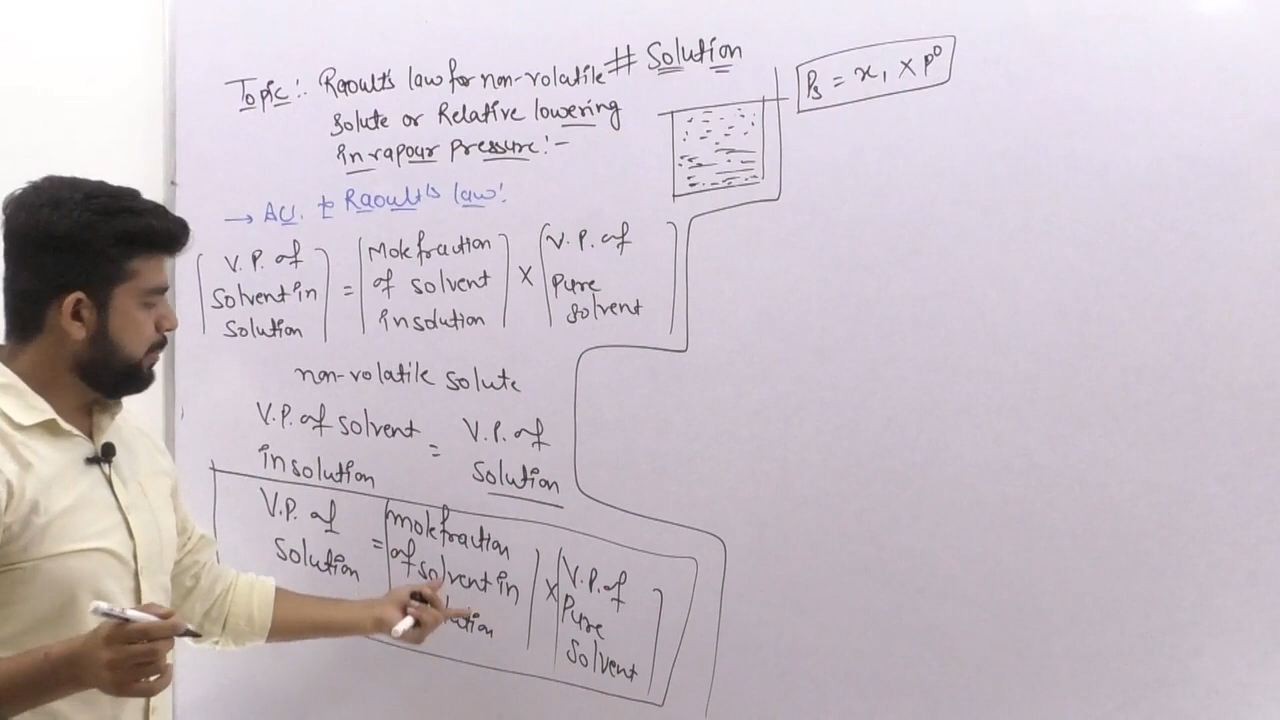 Topic:- Raoult's law for non-volatile # Solution
solute or Relative lowering
in rapour pressure:-
→ Acc. to Raoult's law:
V.P. of solvent in solution = Mole fraction of solvent in solution × V.P. of pure solvent
non-volatile solute
V.P. of solvent in solution = V.P. of solution
V.P. of solution = mole fraction of solvent in × V.P. of pure solvent
Ps = x₁ × P⁰